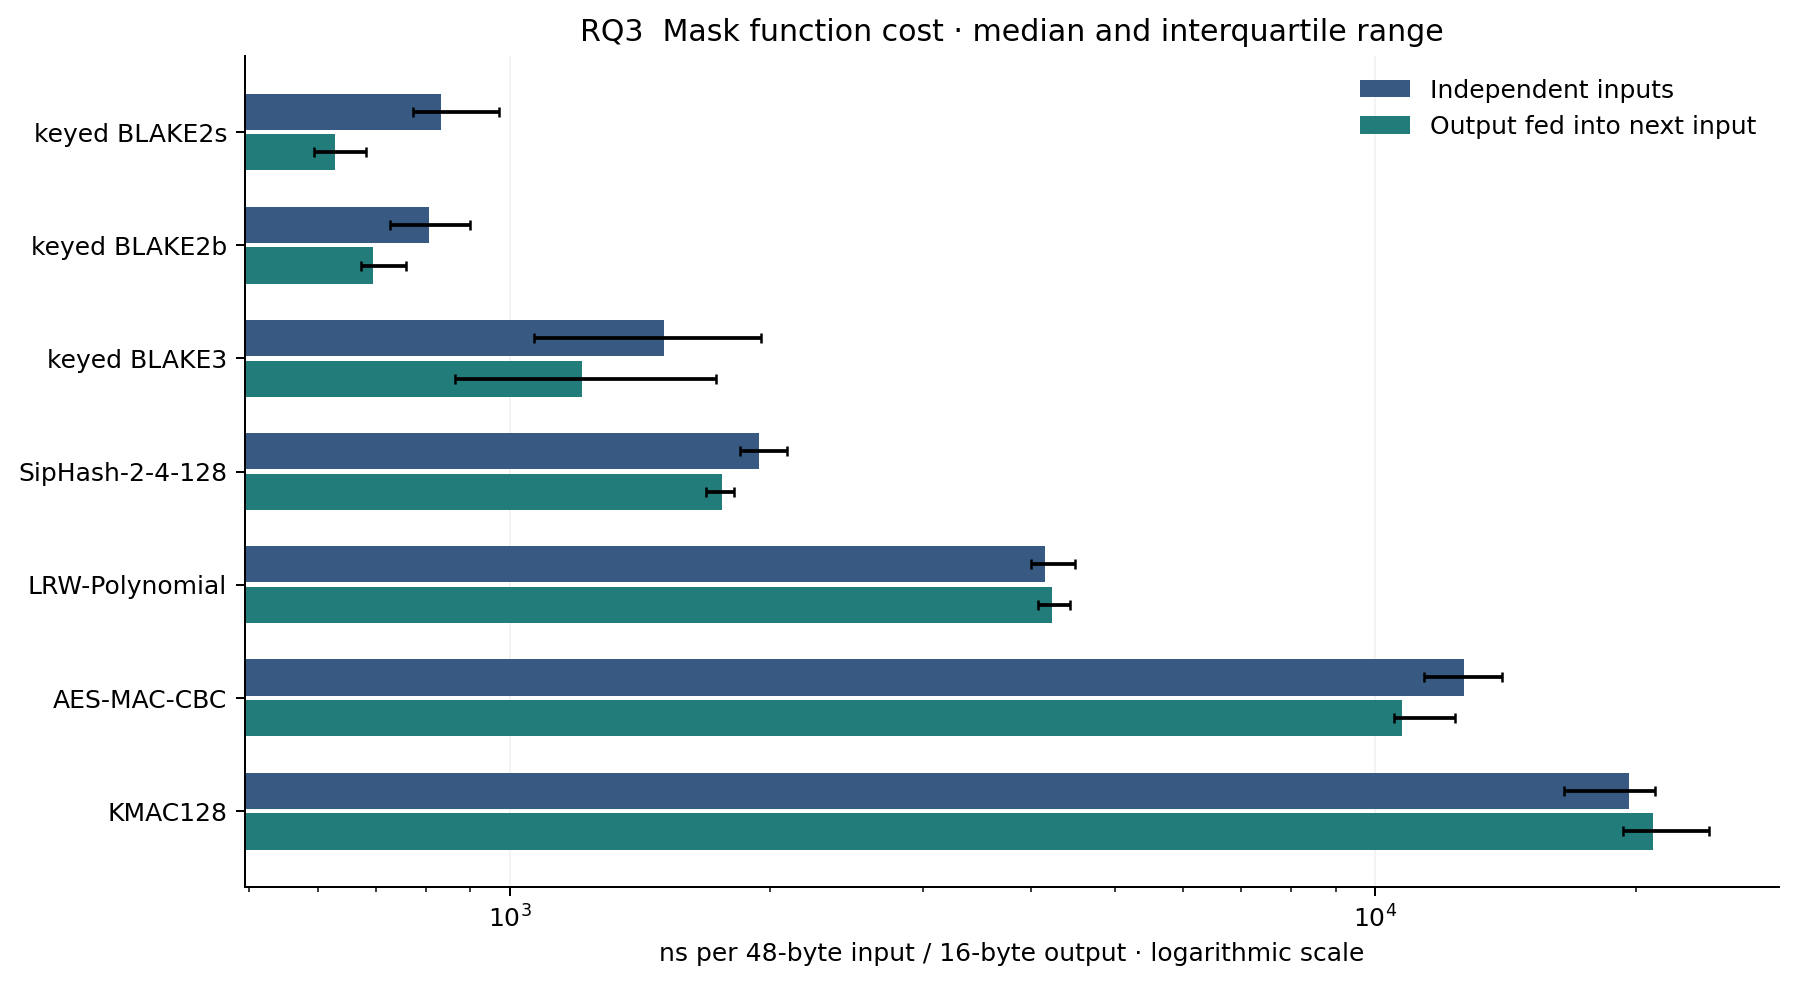 RQ3  Mask function cost · median and interquartile range
Independent inputs
Output fed into next input
keyed BLAKE2s
keyed BLAKE2b
keyed BLAKE3
SipHash-2-4-128
LRW-Polynomial
AES-MAC-CBC
KMAC128
10³
10⁴
ns per 48-byte input / 16-byte output · logarithmic scale